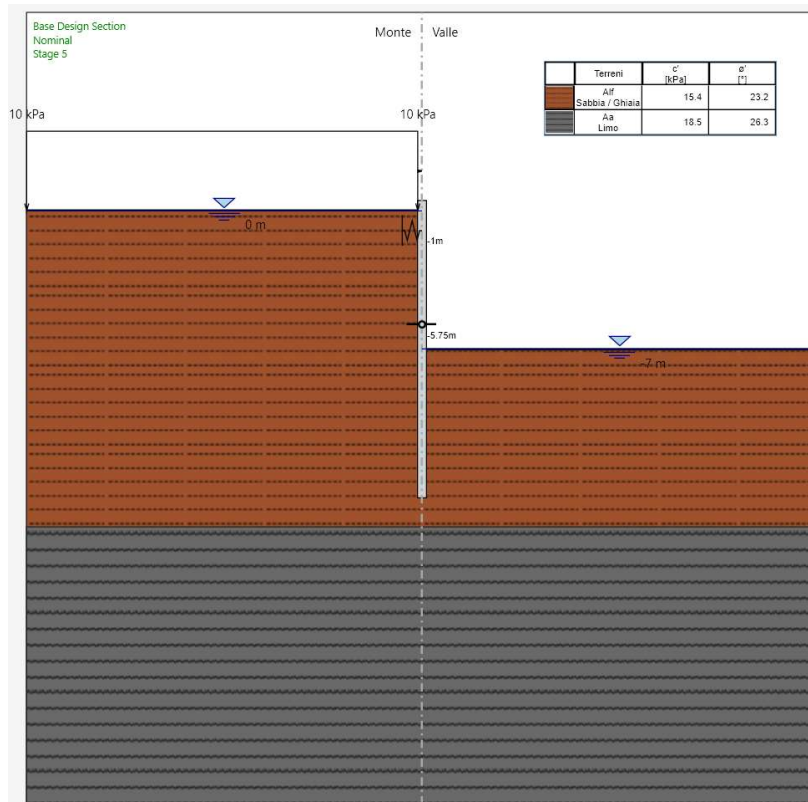 Base Design Section
Nominal
Stage 5
Monte
Valle
Terreni
c'
[kPa]
ø'
[°]
Alf
Sabbia / Ghiaia
15.4
23.2
Aa
Limo
18.5
26.3
10 kPa
10 kPa
0 m
-1m
-5.75m
-7 m